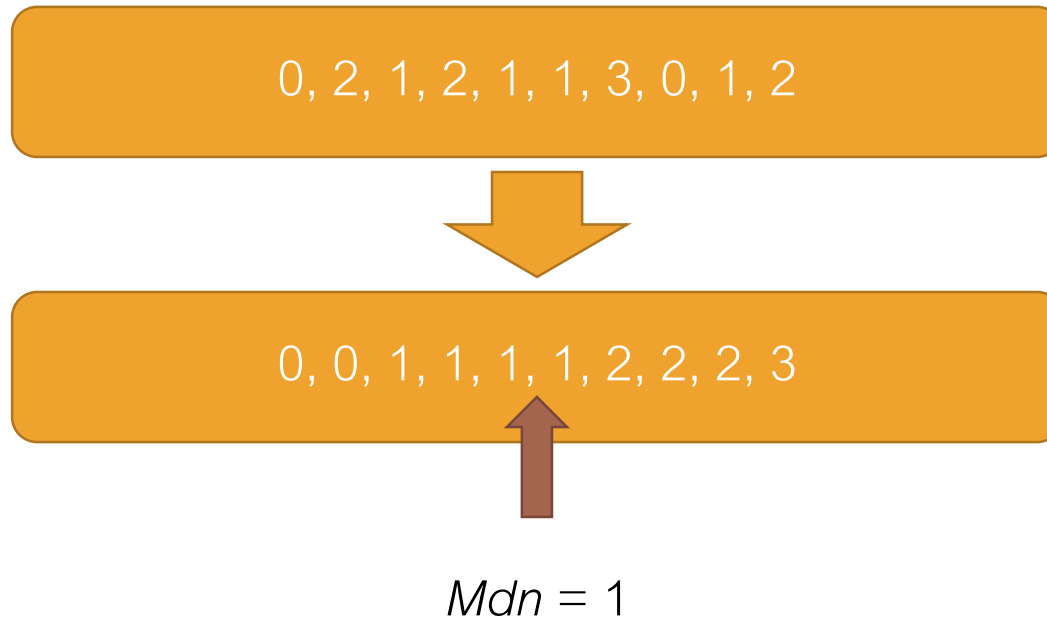 0, 2, 1, 2, 1, 1, 3, 0, 1, 2
0, 0, 1, 1, 1, 1, 2, 2, 2, 3
Mdn = 1